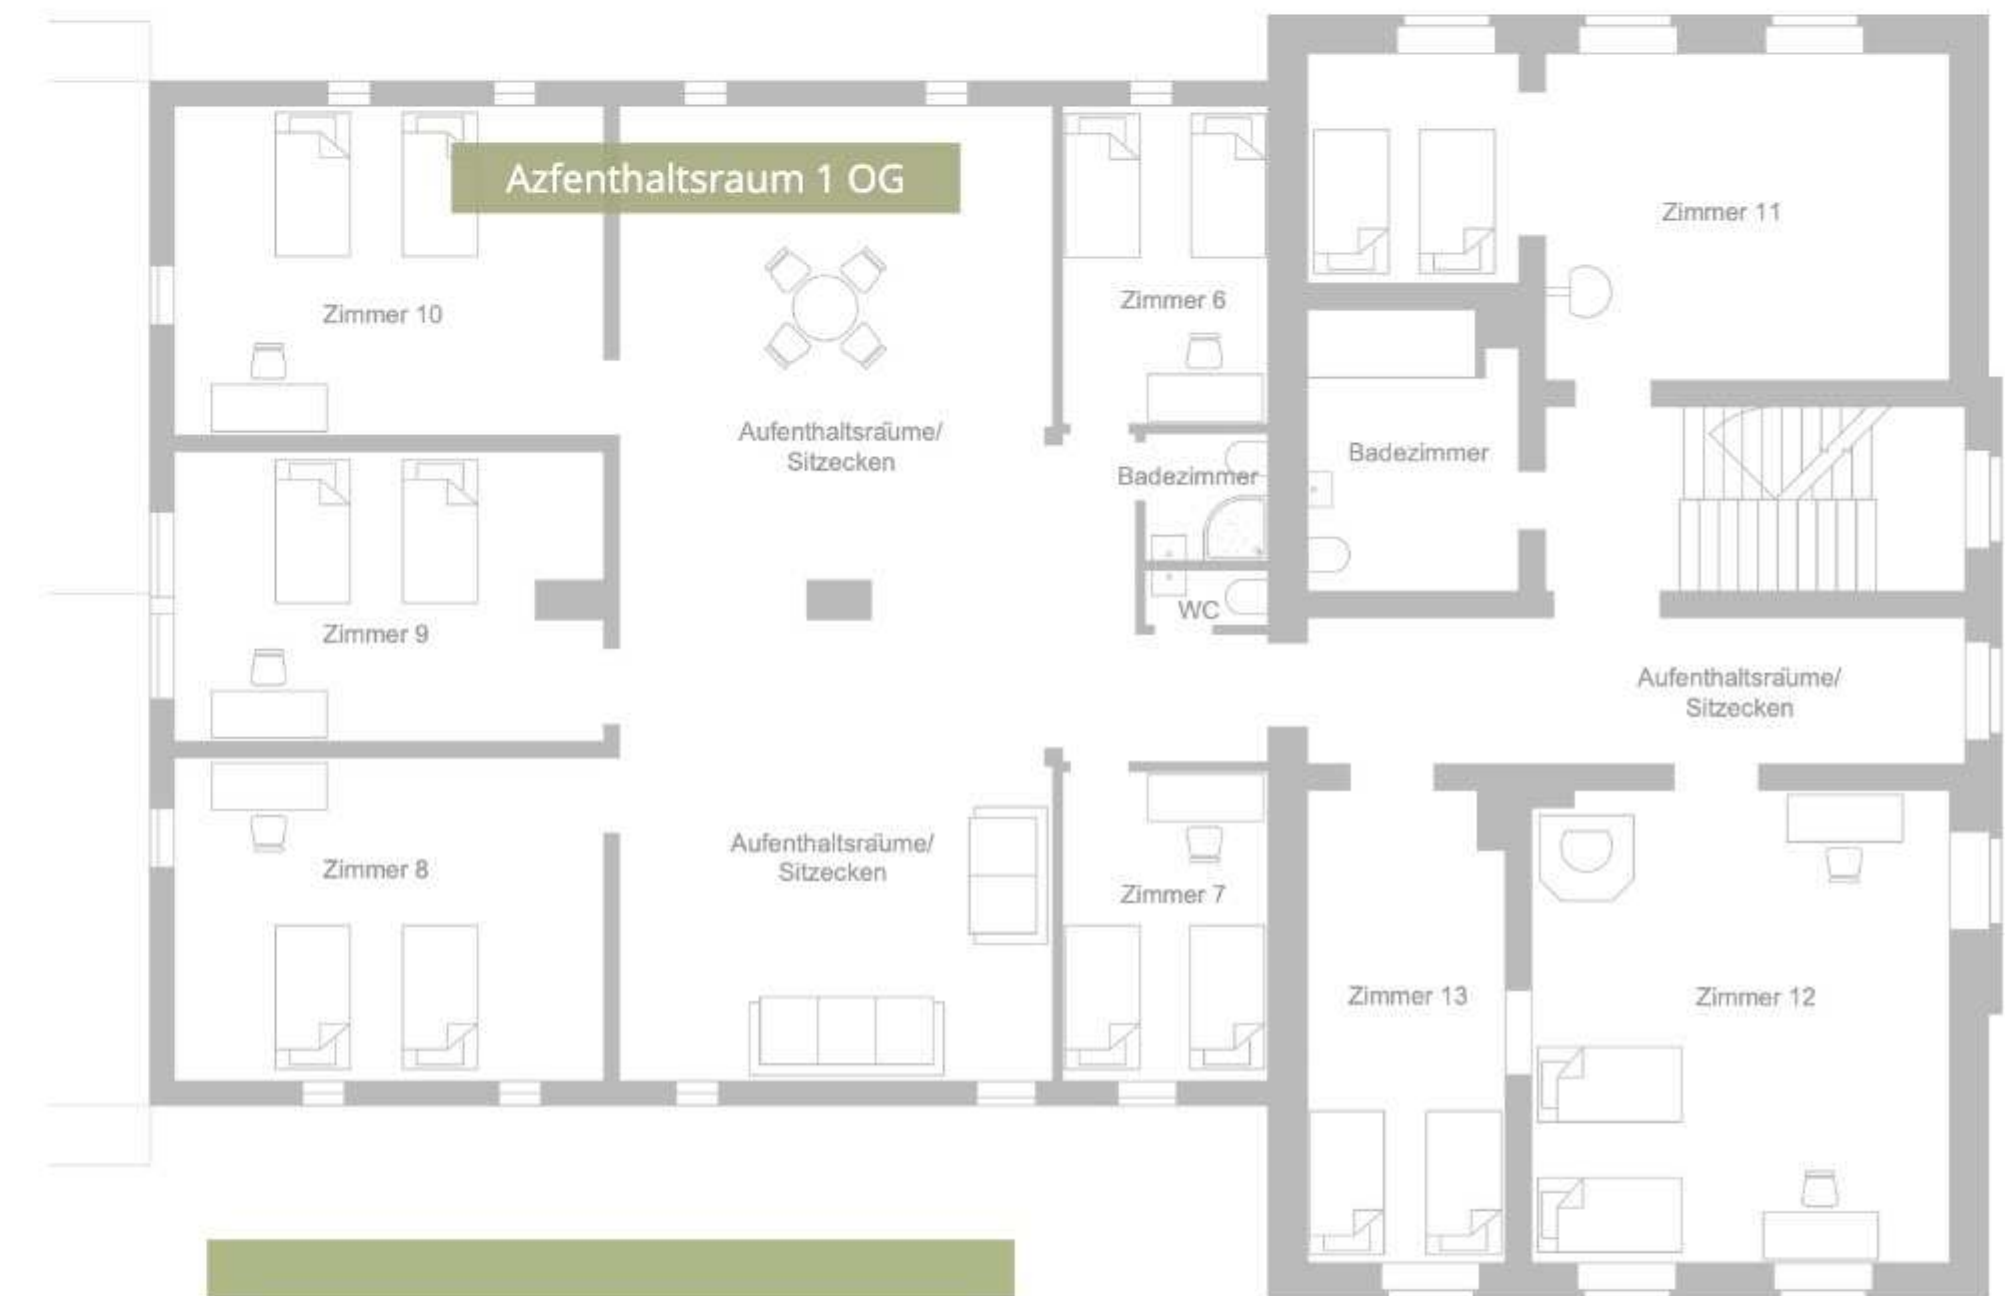 Azfenthaltsraum 1 OG
Zimmer 11
Zimmer 10
Zimmer 6
Aufenthaltsräume/
Sitzecken
Badezimmer
Badezimmer
WC
Zimmer 9
Aufenthaltsräume/
Sitzecken
Aufenthaltsräume/
Sitzecken
Zimmer 8
Zimmer 7
Zimmer 13
Zimmer 12